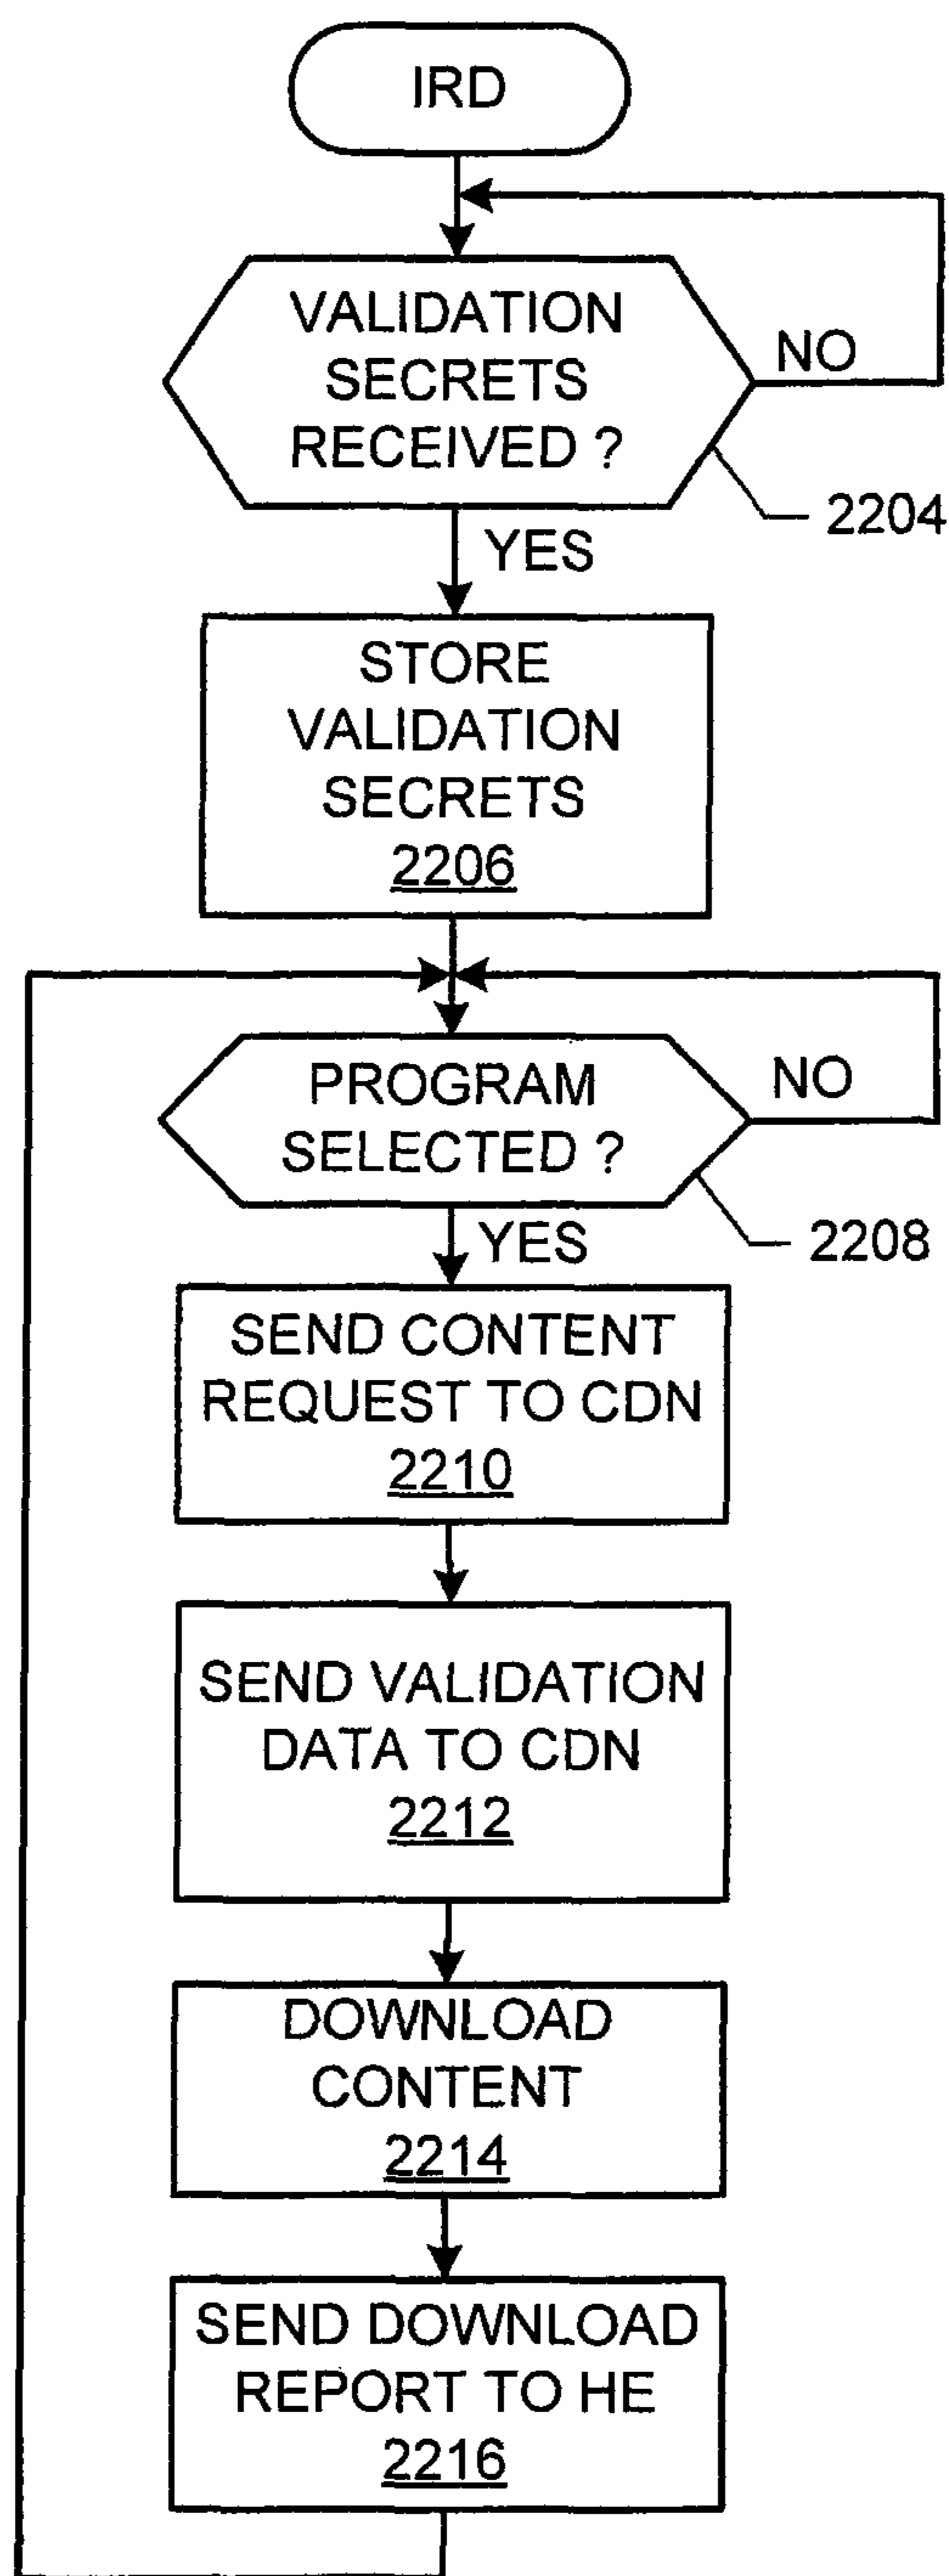 IRD
VALIDATION
SECRETS
RECEIVED ?
NO
2204
YES
STORE
VALIDATION
SECRETS
2206
PROGRAM
SELECTED ?
NO
2208
YES
SEND CONTENT
REQUEST TO CDN
2210
SEND VALIDATION
DATA TO CDN
2212
DOWNLOAD
CONTENT
2214
SEND DOWNLOAD
REPORT TO HE
2216